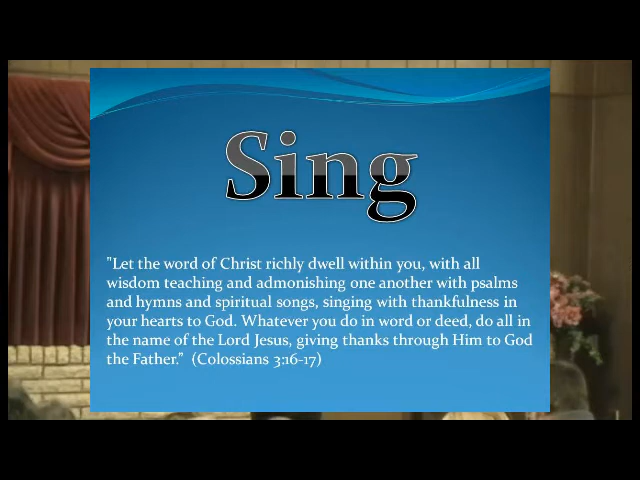 Sing
"Let the word of Christ richly dwell within you, with all
wisdom teaching and admonishing one another with psalms
and hymns and spiritual songs, singing with thankfulness in
your hearts to God. Whatever you do in word or deed, do all in
the name of the Lord Jesus, giving thanks through Him to God
the Father.” (Colossians 3:16-17)